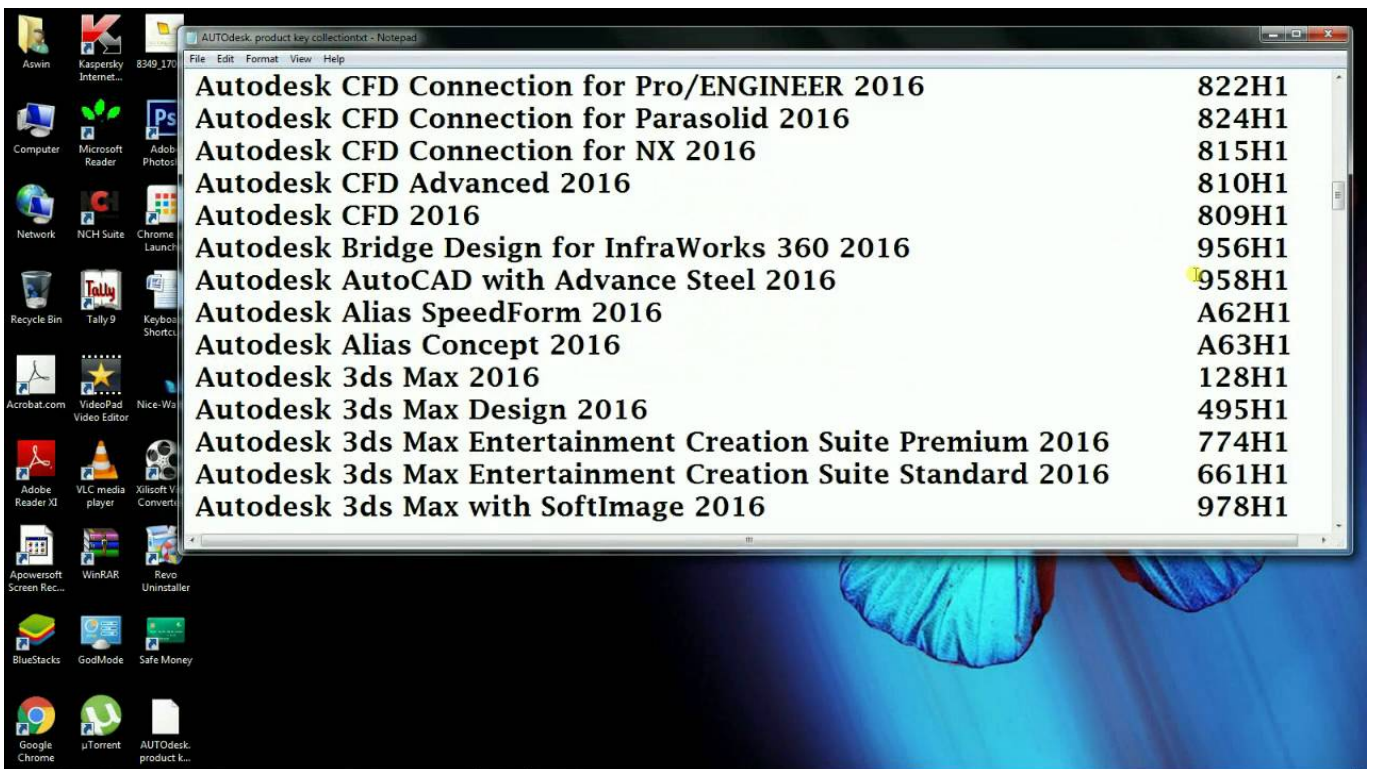 AUTOdesk. product key collectiontxt - Notepad
File Edit Format View Help
Autodesk CFD Connection for Pro/ENGINEER 2016 822H1
Autodesk CFD Connection for Parasolid 2016 824H1
Autodesk CFD Connection for NX 2016 815H1
Autodesk CFD Advanced 2016 810H1
Autodesk CFD 2016 809H1
Autodesk Bridge Design for InfraWorks 360 2016 956H1
Autodesk AutoCAD with Advance Steel 2016 958H1
Autodesk Alias SpeedForm 2016 A62H1
Autodesk Alias Concept 2016 A63H1
Autodesk 3ds Max 2016 128H1
Autodesk 3ds Max Design 2016 495H1
Autodesk 3ds Max Entertainment Creation Suite Premium 2016 774H1
Autodesk 3ds Max Entertainment Creation Suite Standard 2016 661H1
Autodesk 3ds Max with SoftImage 2016 978H1
Aswin
Kaspersky
Internet...
8349_170
Computer
Microsoft
Reader
Ps
Network
NCH Suite
Chrome
Recycle Bin
Tally
Tally 9
Acrobat.com
VideoPad
Video Editor
Adobe
Reader XI
VLC media
player
Xilisoft
Apowersoft
Screen Rec...
WinRAR
Revo
Uninstaller
BlueStacks
GodMode
Safe Money
Google
Chrome
µTorrent
AUTOdesk.
product k...